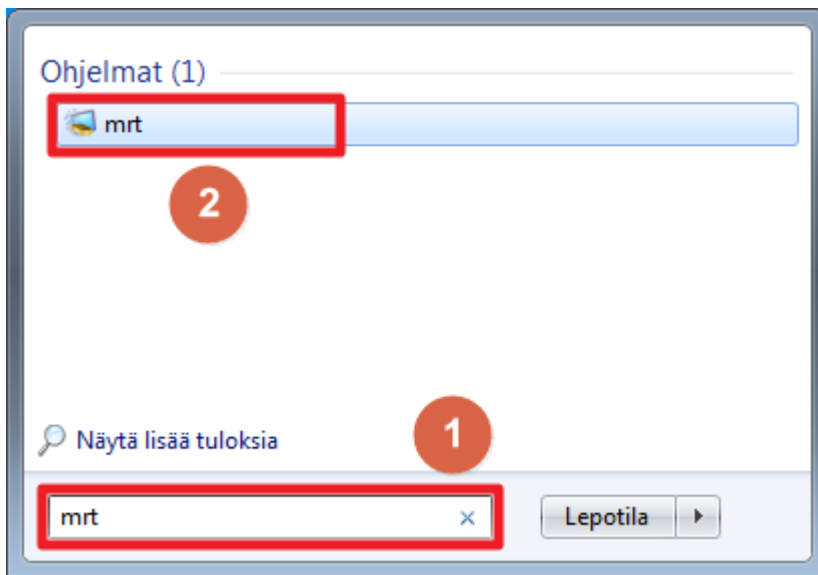 Ohjelmat (1)
mrt
2
Näytä lisää tuloksia
1
mrt
Lepotila